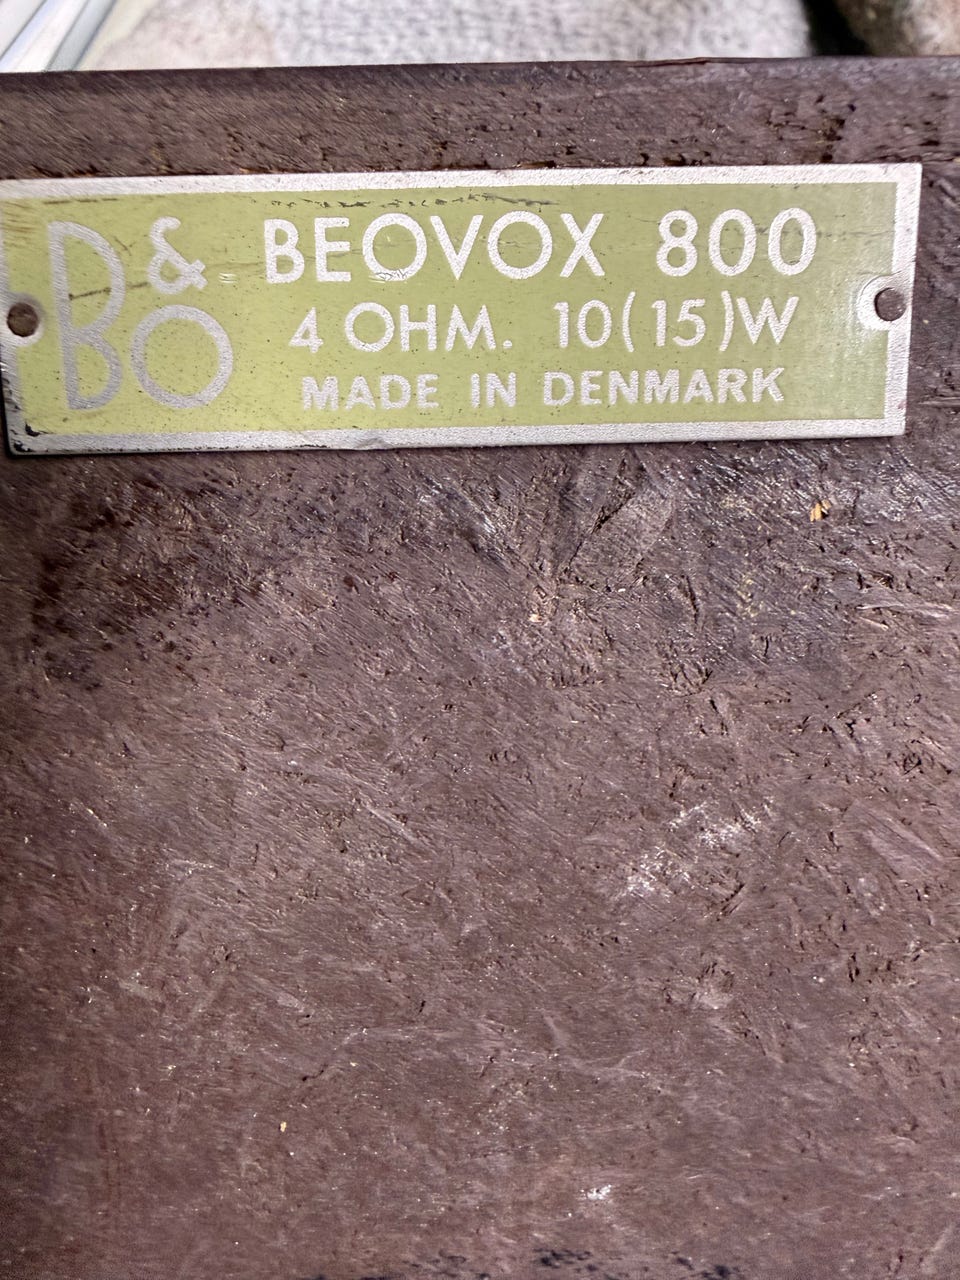 B&O
BEOVOX 800
4 OHM. 10(15)W
MADE IN DENMARK